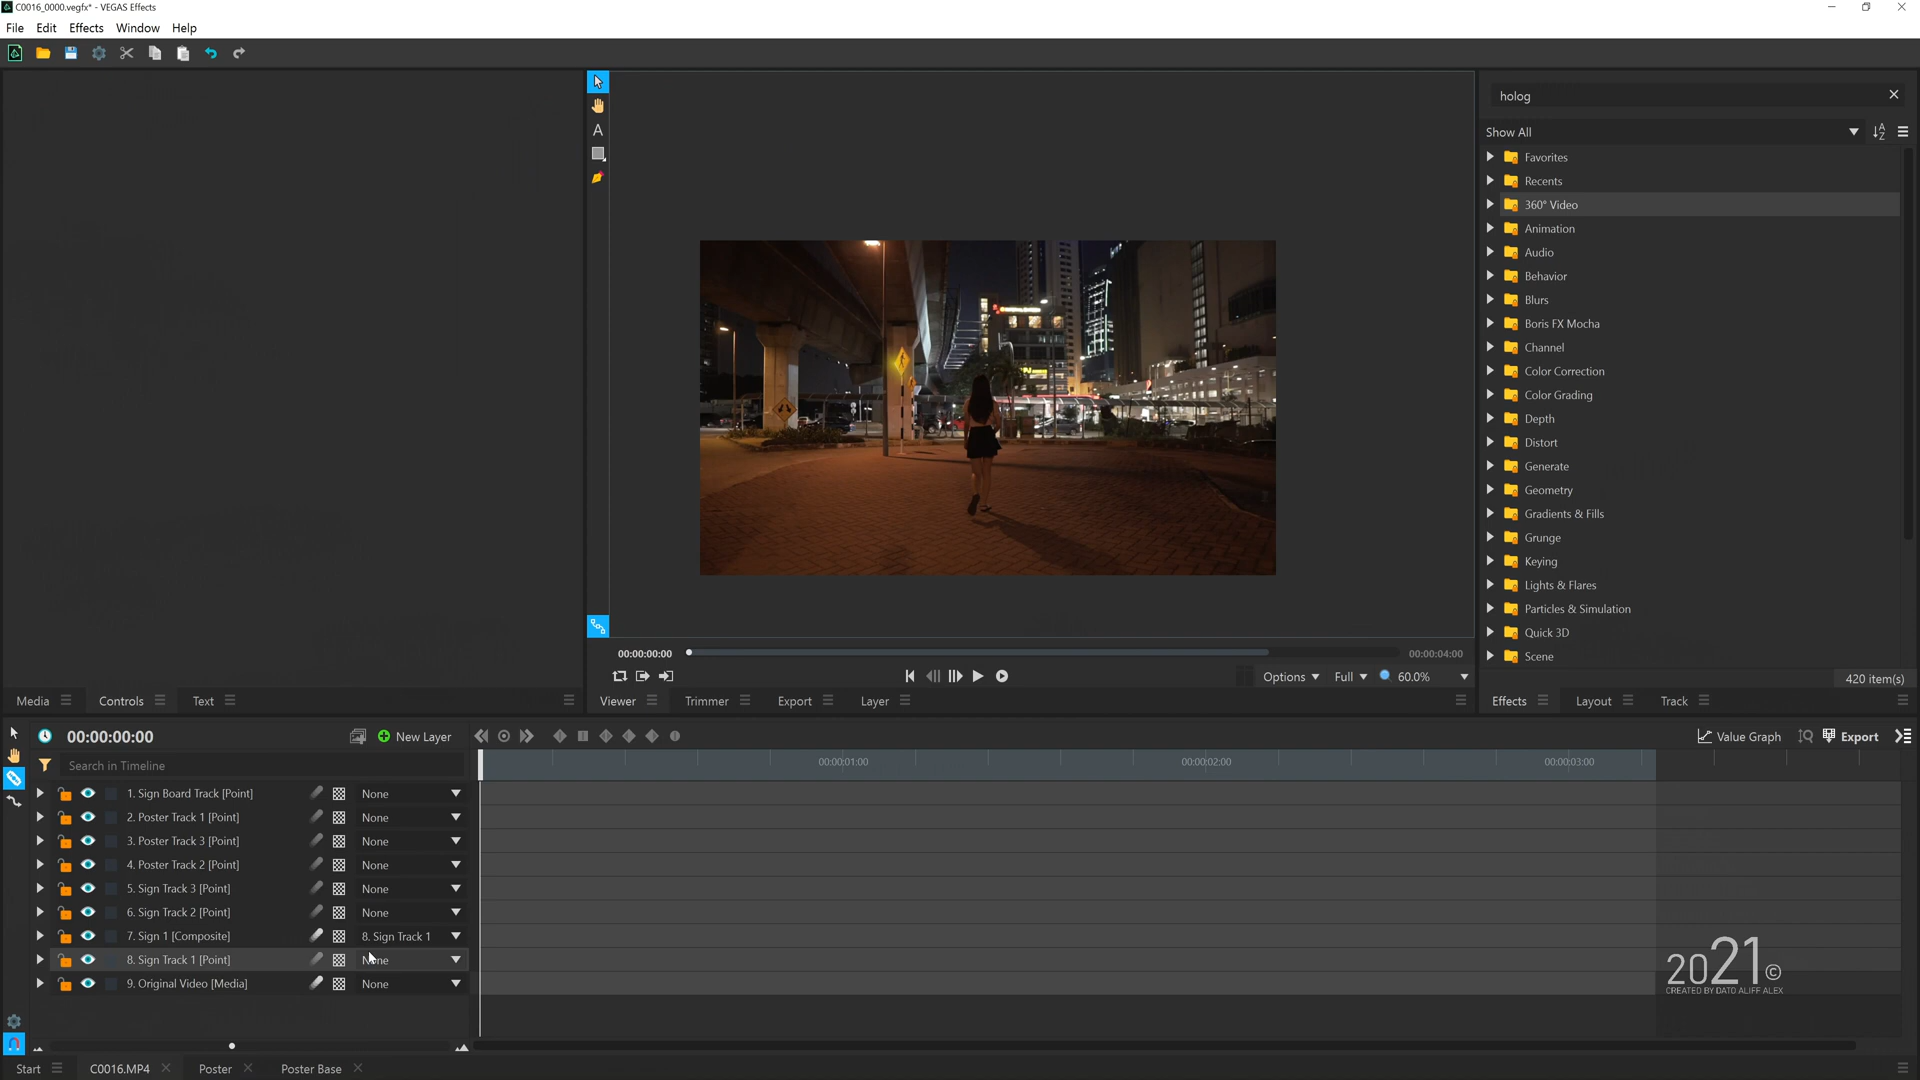 C0016_0000.vegfx* - VEGAS Effects
File Edit Effects Window Help
holog
Show All
Favorites
Recents
360° Video
Animation
Audio
Behavior
Blurs
Boris FX Mocha
Channel
Color Correction
Color Grading
Depth
Distort
Generate
Geometry
Gradients & Fills
Grunge
Keying
Lights & Flares
Particles & Simulation
Quick 3D
Scene
00:00:00:00 00:00:04:00
Options Full 60.0% 420 item(s)
Media Controls Text Viewer Trimmer Export Layer Effects Layout Track
00:00:00:00 New Layer Value Graph Export
Search in Timeline 00:00:01:00 00:00:02:00 00:00:03:00
1. Sign Board Track [Point] None
2. Poster Track 1 [Point] None
3. Poster Track 3 [Point] None
4. Poster Track 2 [Point] None
5. Sign Track 3 [Point] None
6. Sign Track 2 [Point] None
7. Sign 1 [Composite] 8. Sign Track 1
8. Sign Track 1 [Point] None
9. Original Video [Media] None
2021©
CREATED BY DATO ALIFF ALEX
Start C0016.MP4 Poster Poster Base